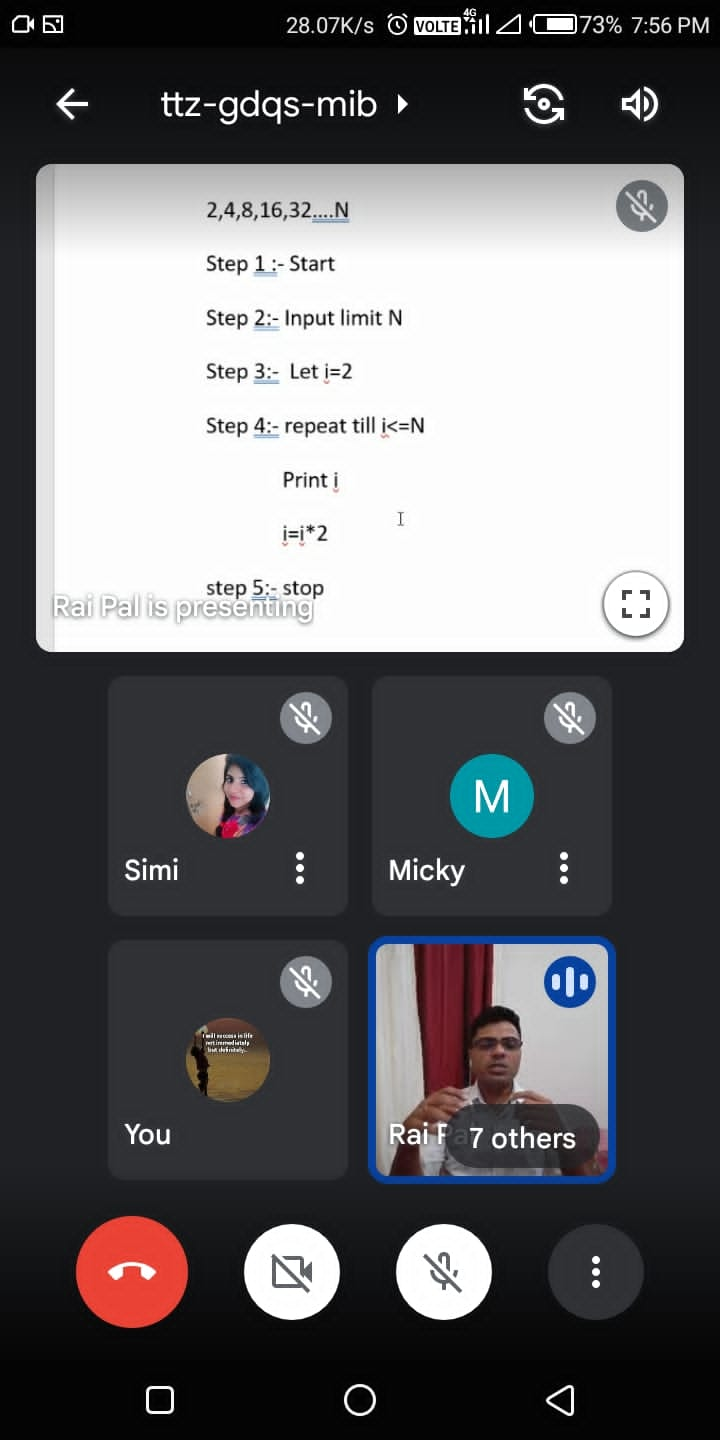 28.07K/s VOLTE 4G 73% 7:56 PM
ttz-gdqs-mib
2,4,8,16,32....N
Step 1 :- Start
Step 2:- Input limit N
Step 3:- Let i=2
Step 4:- repeat till i<=N
Print i
i=i*2
step 5:- stop
Rai Pal is presenting
Simi
M
Micky
I will success in life
not immediately
but definitely...
You
Rai Pa
7 others